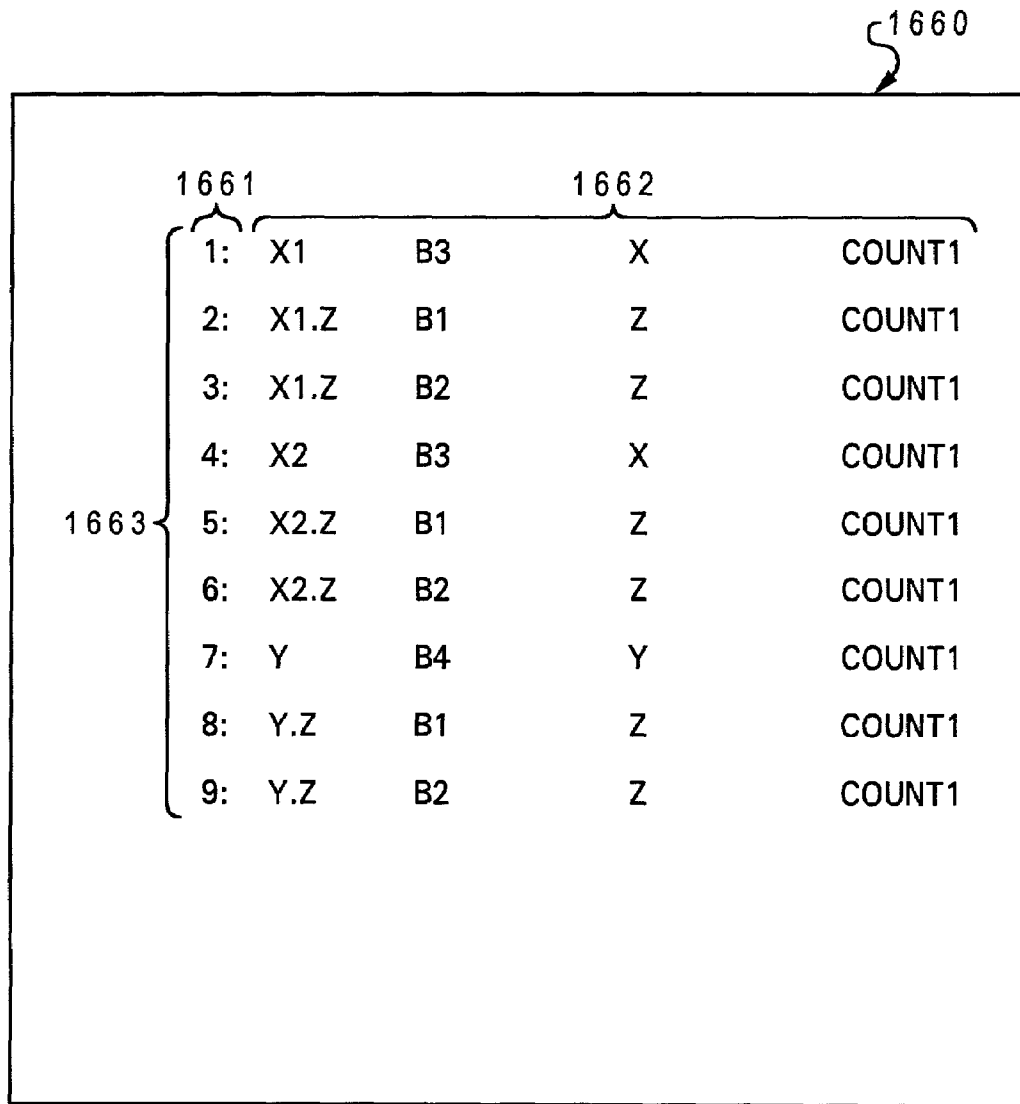 1660
1661 1662
1: X1 B3 X COUNT1
2: X1.Z B1 Z COUNT1
3: X1.Z B2 Z COUNT1
4: X2 B3 X COUNT1
1663 5: X2.Z B1 Z COUNT1
6: X2.Z B2 Z COUNT1
7: Y B4 Y COUNT1
8: Y.Z B1 Z COUNT1
9: Y.Z B2 Z COUNT1